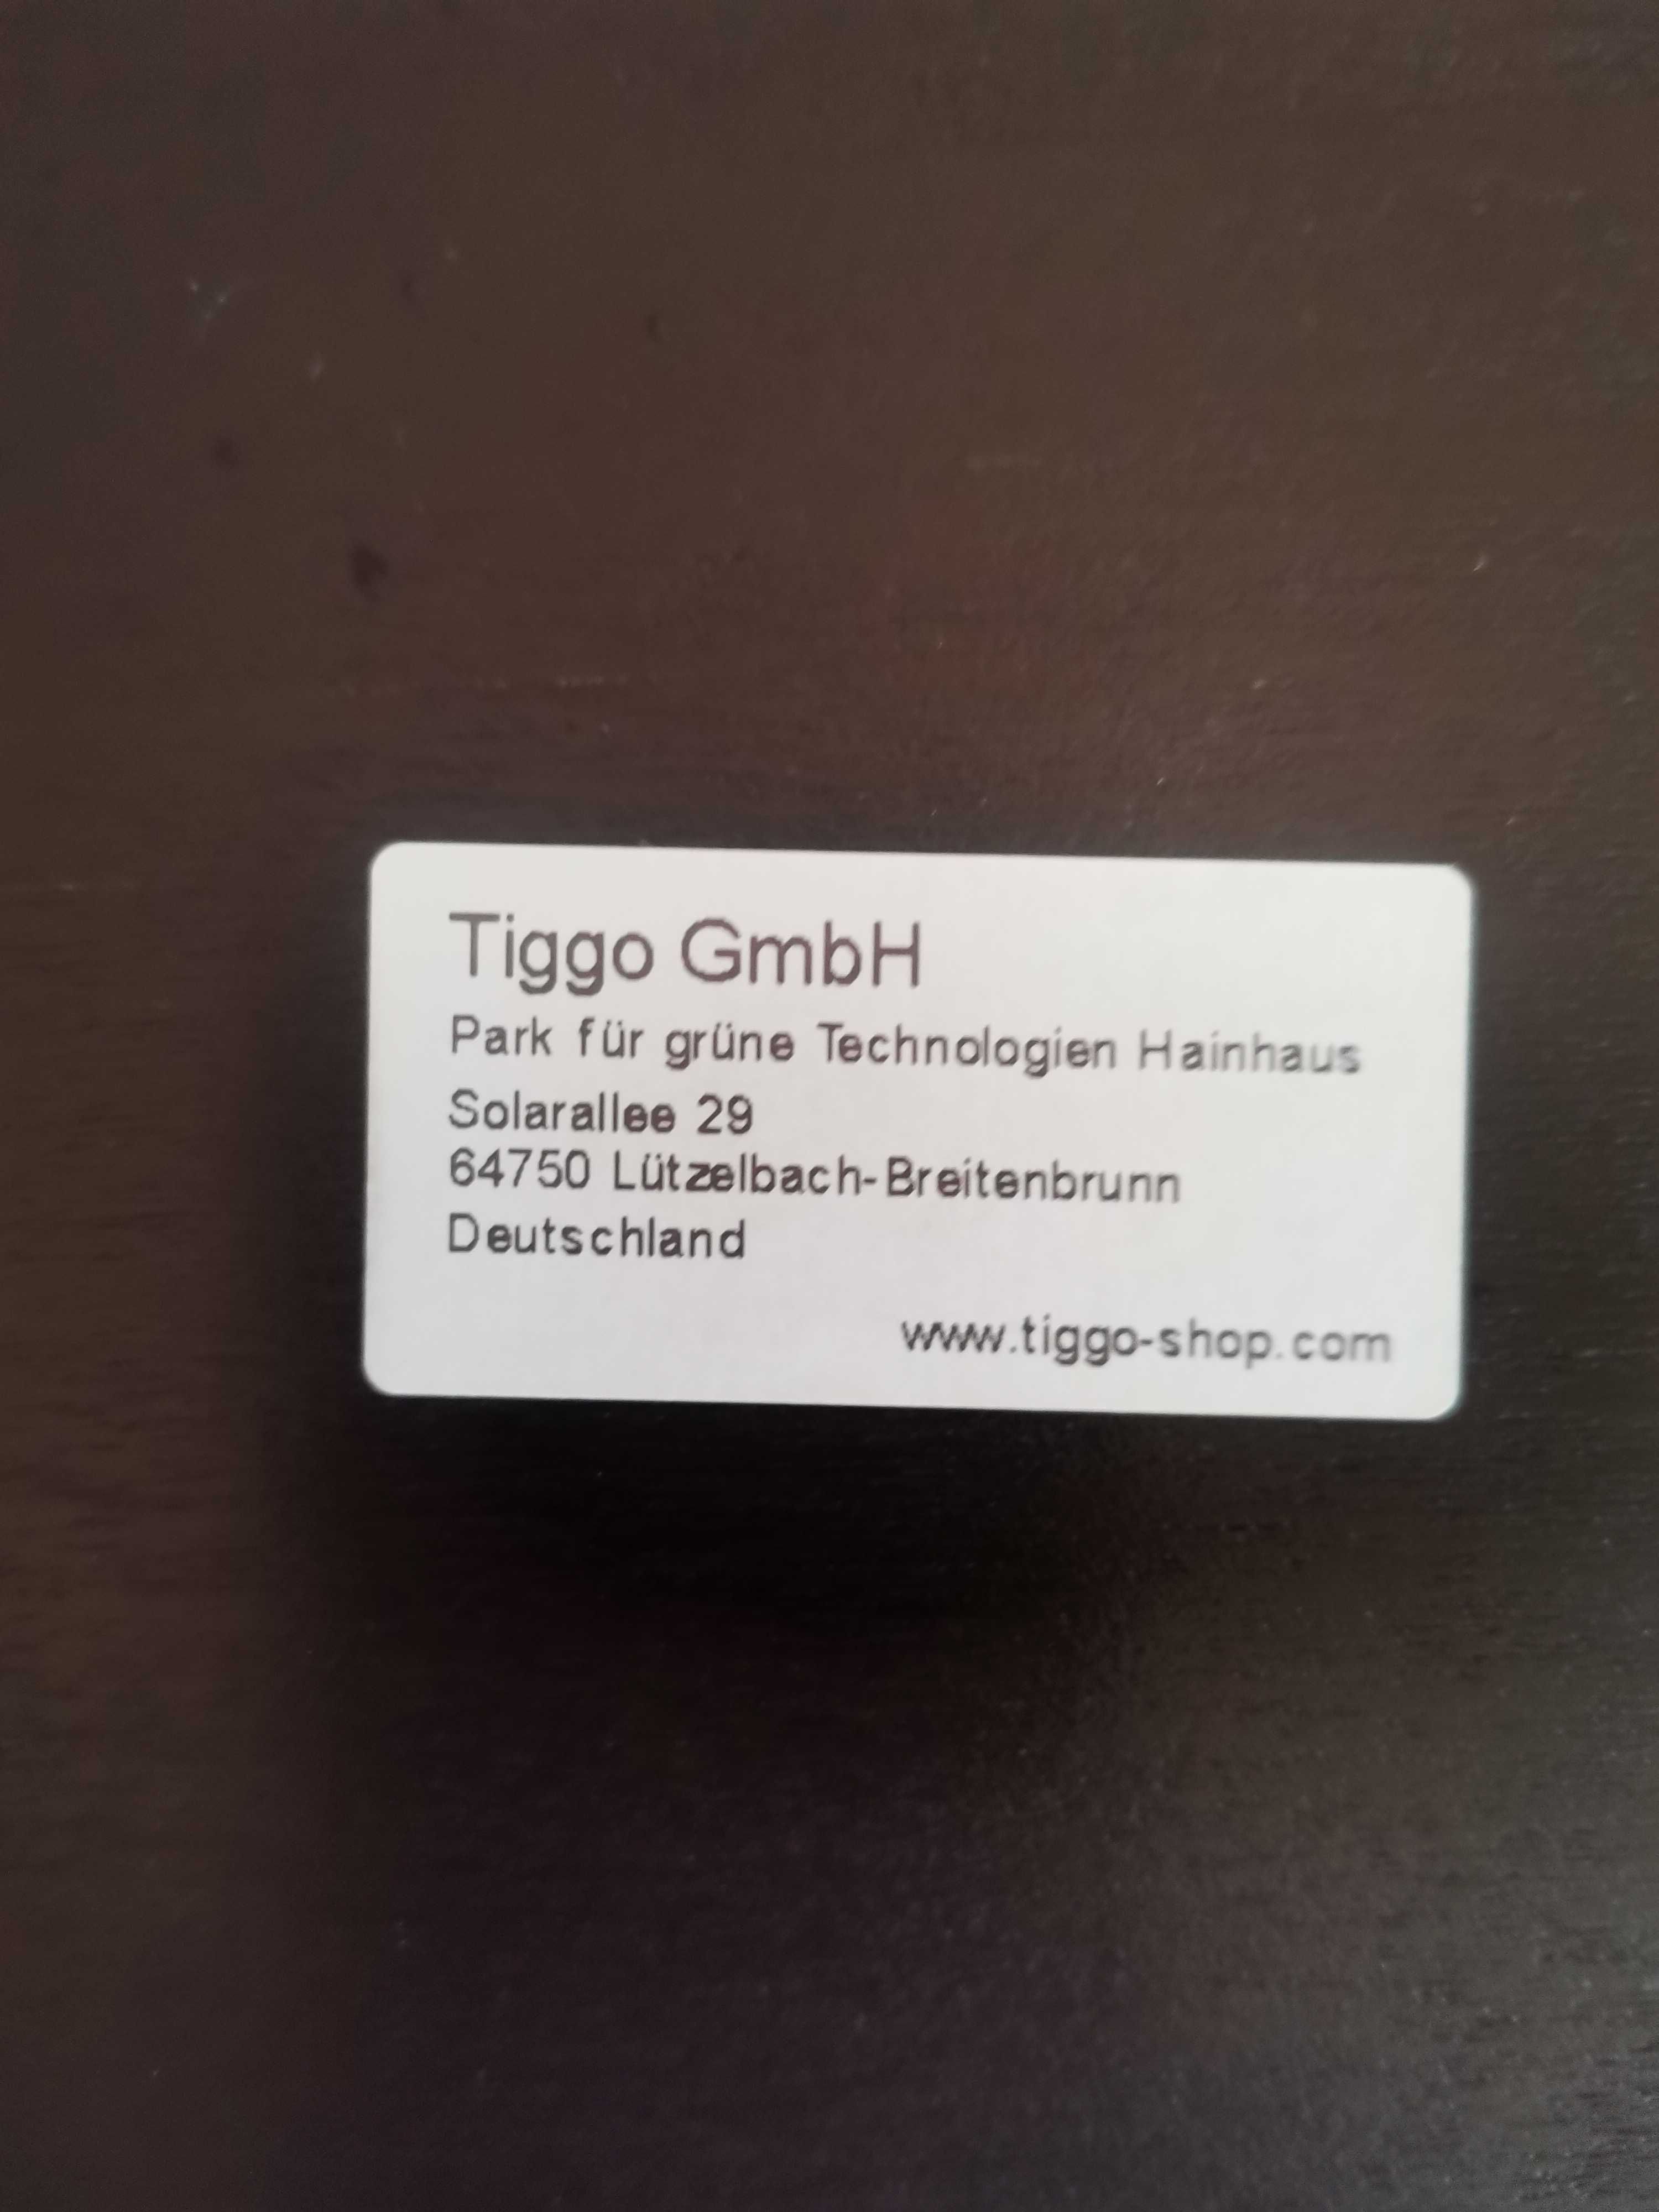 Tiggo GmbH
Park für grüne Technologien Hainhaus
Solarallee 29
64750 Lützelbach-Breitenbrunn
Deutschland
www.tiggo-shop.com